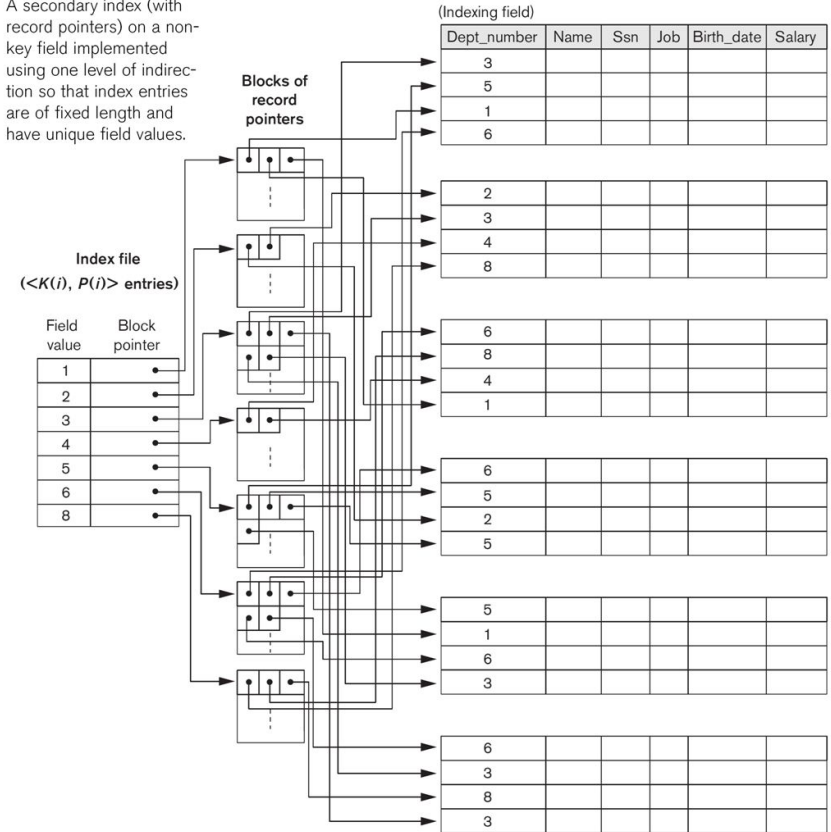 A secondary index (with
record pointers) on a non-
key field implemented
using one level of indirec-
tion so that index entries
are of fixed length and
have unique field values.
Blocks of
record
pointers
Index file
(<K(i), P(i)> entries)
Field
value
Block
pointer
1
2
3
4
5
6
8
(Indexing field)
Dept_number Name Ssn Job Birth_date Salary
3
5
1
6
2
3
4
8
6
8
4
1
6
5
2
5
5
1
6
3
6
3
8
3